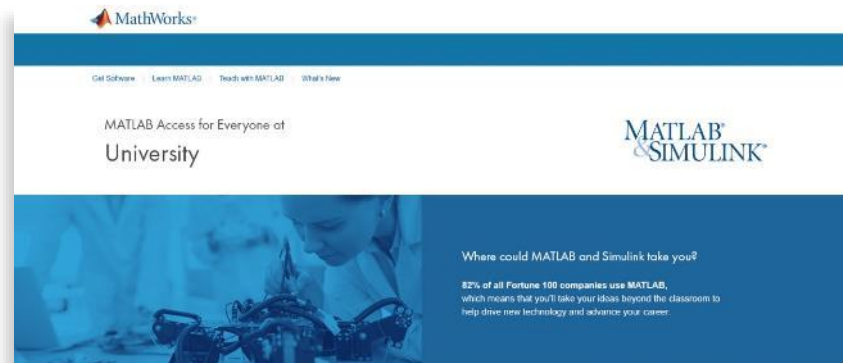 MathWorks®
Get Software Learn MATLAB Teach with MATLAB What's New
MATLAB Access for Everyone at
University
MATLAB®
&SIMULINK®
Where could MATLAB and Simulink take you?
82% of all Fortune 100 companies use MATLAB,
which means that you'll take your ideas beyond the classroom to
help drive new technology and advance your career.